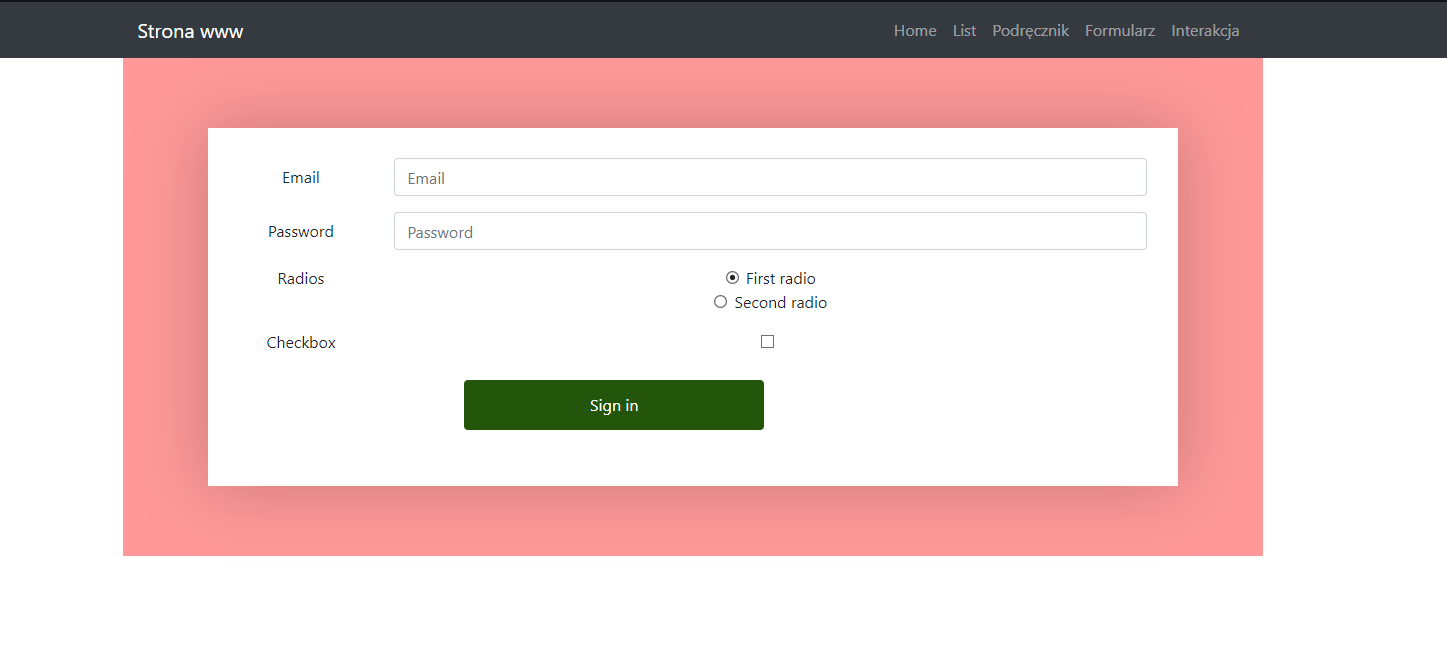 Strona www
Home List Podręcznik Formularz Interakcja
Email Email
Password Password
Radios First radio
Second radio
Checkbox
Sign in